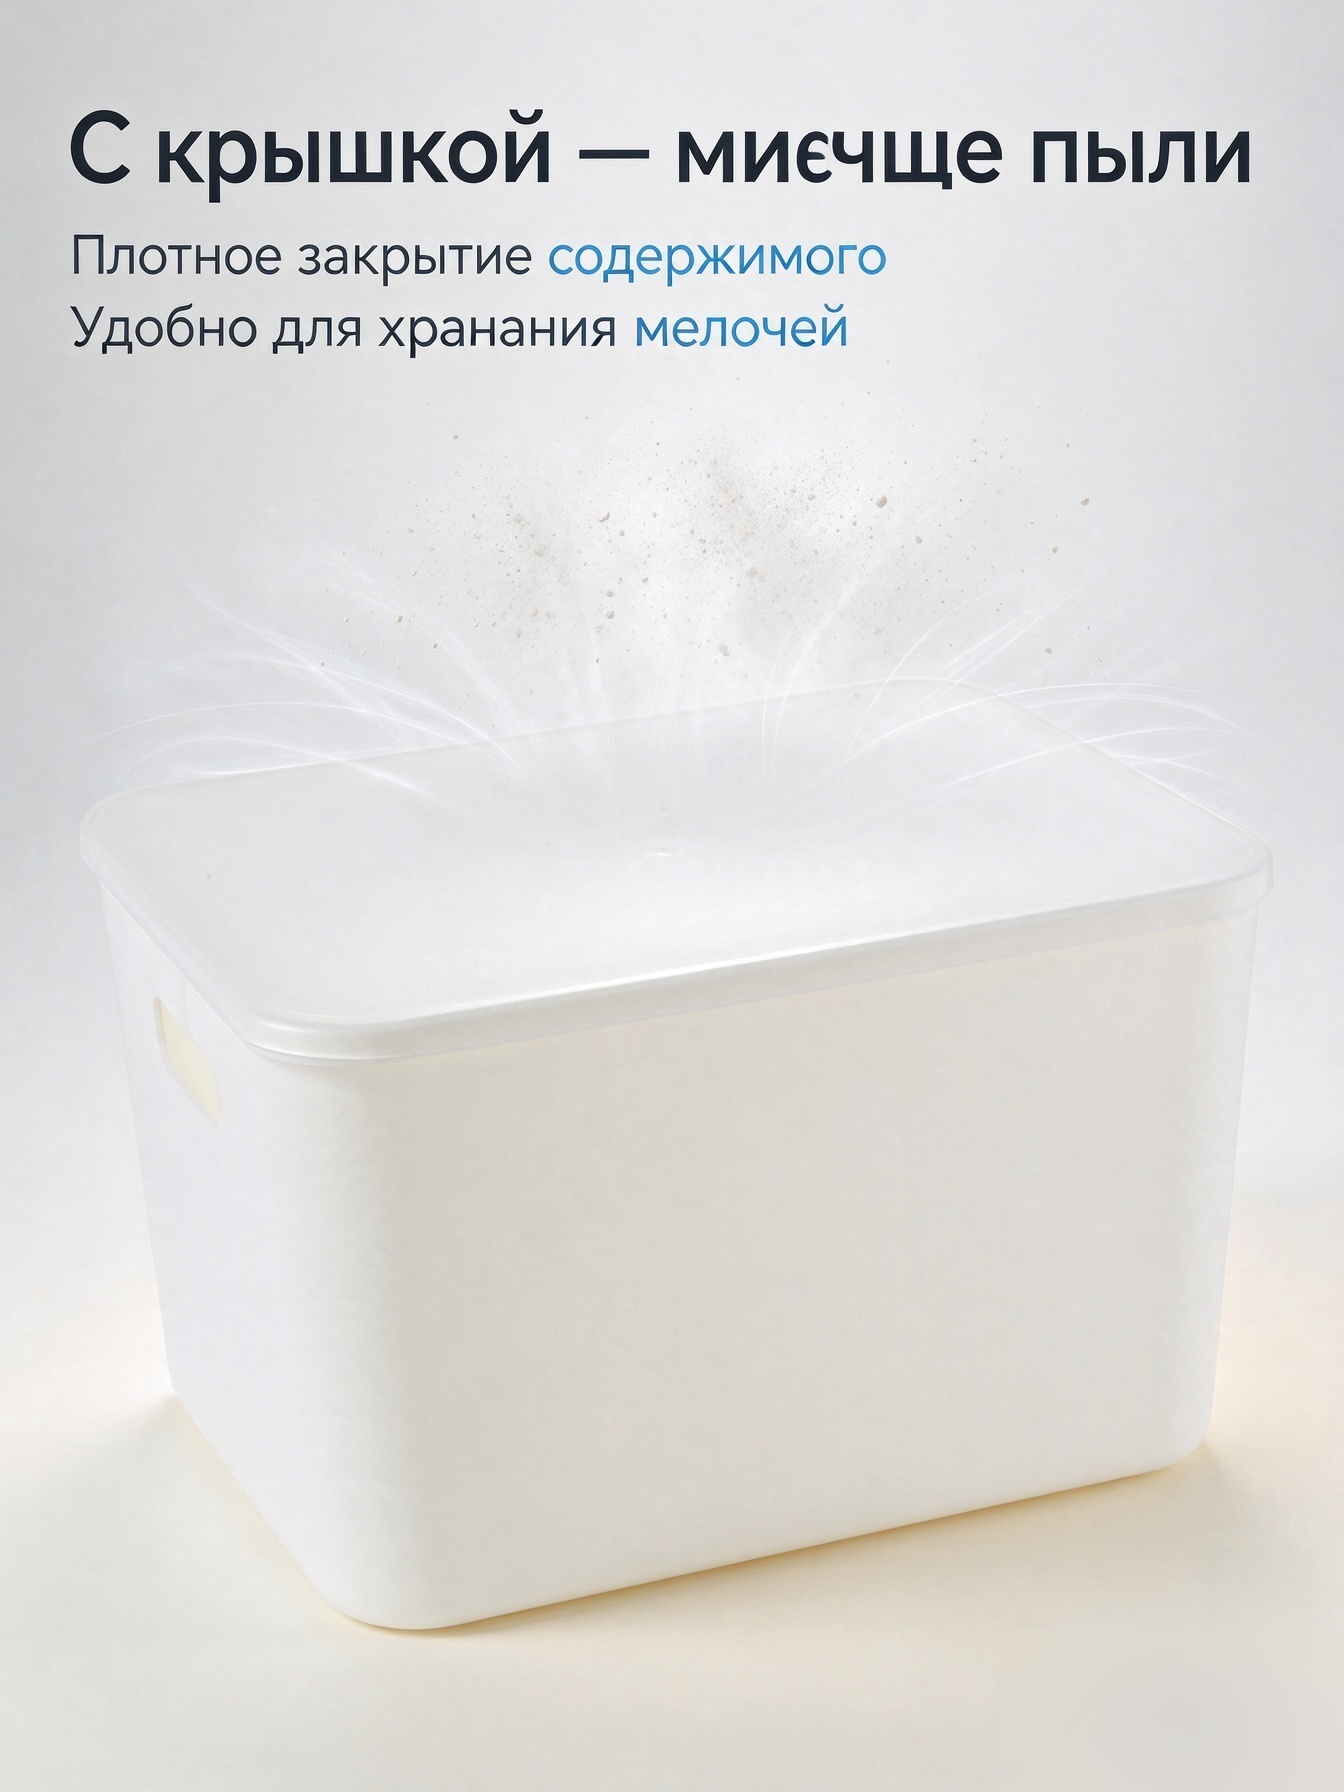 С крышкой — миєчще пыли
Плотное закрытие содержимого
Удобно для хранания мелочей